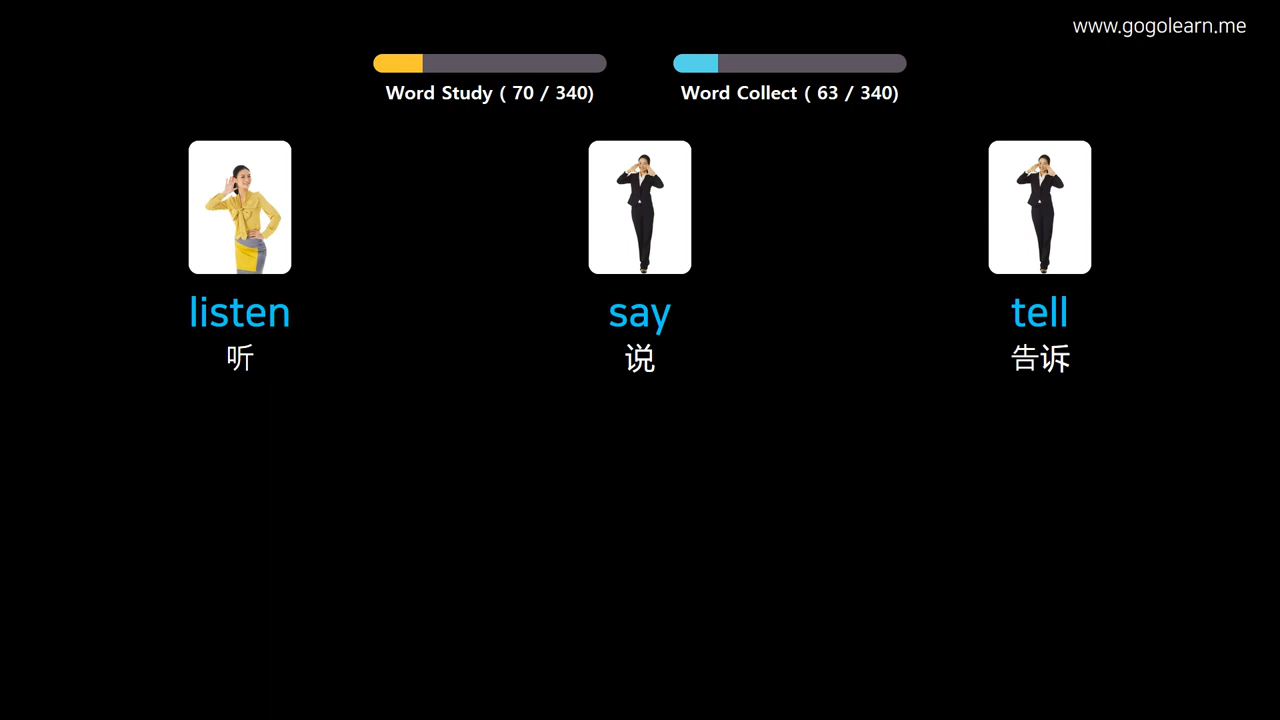 www.gogolearn.me
Word Study ( 70 / 340)
Word Collect ( 63 / 340)
listen
say
tell
听
说
告诉